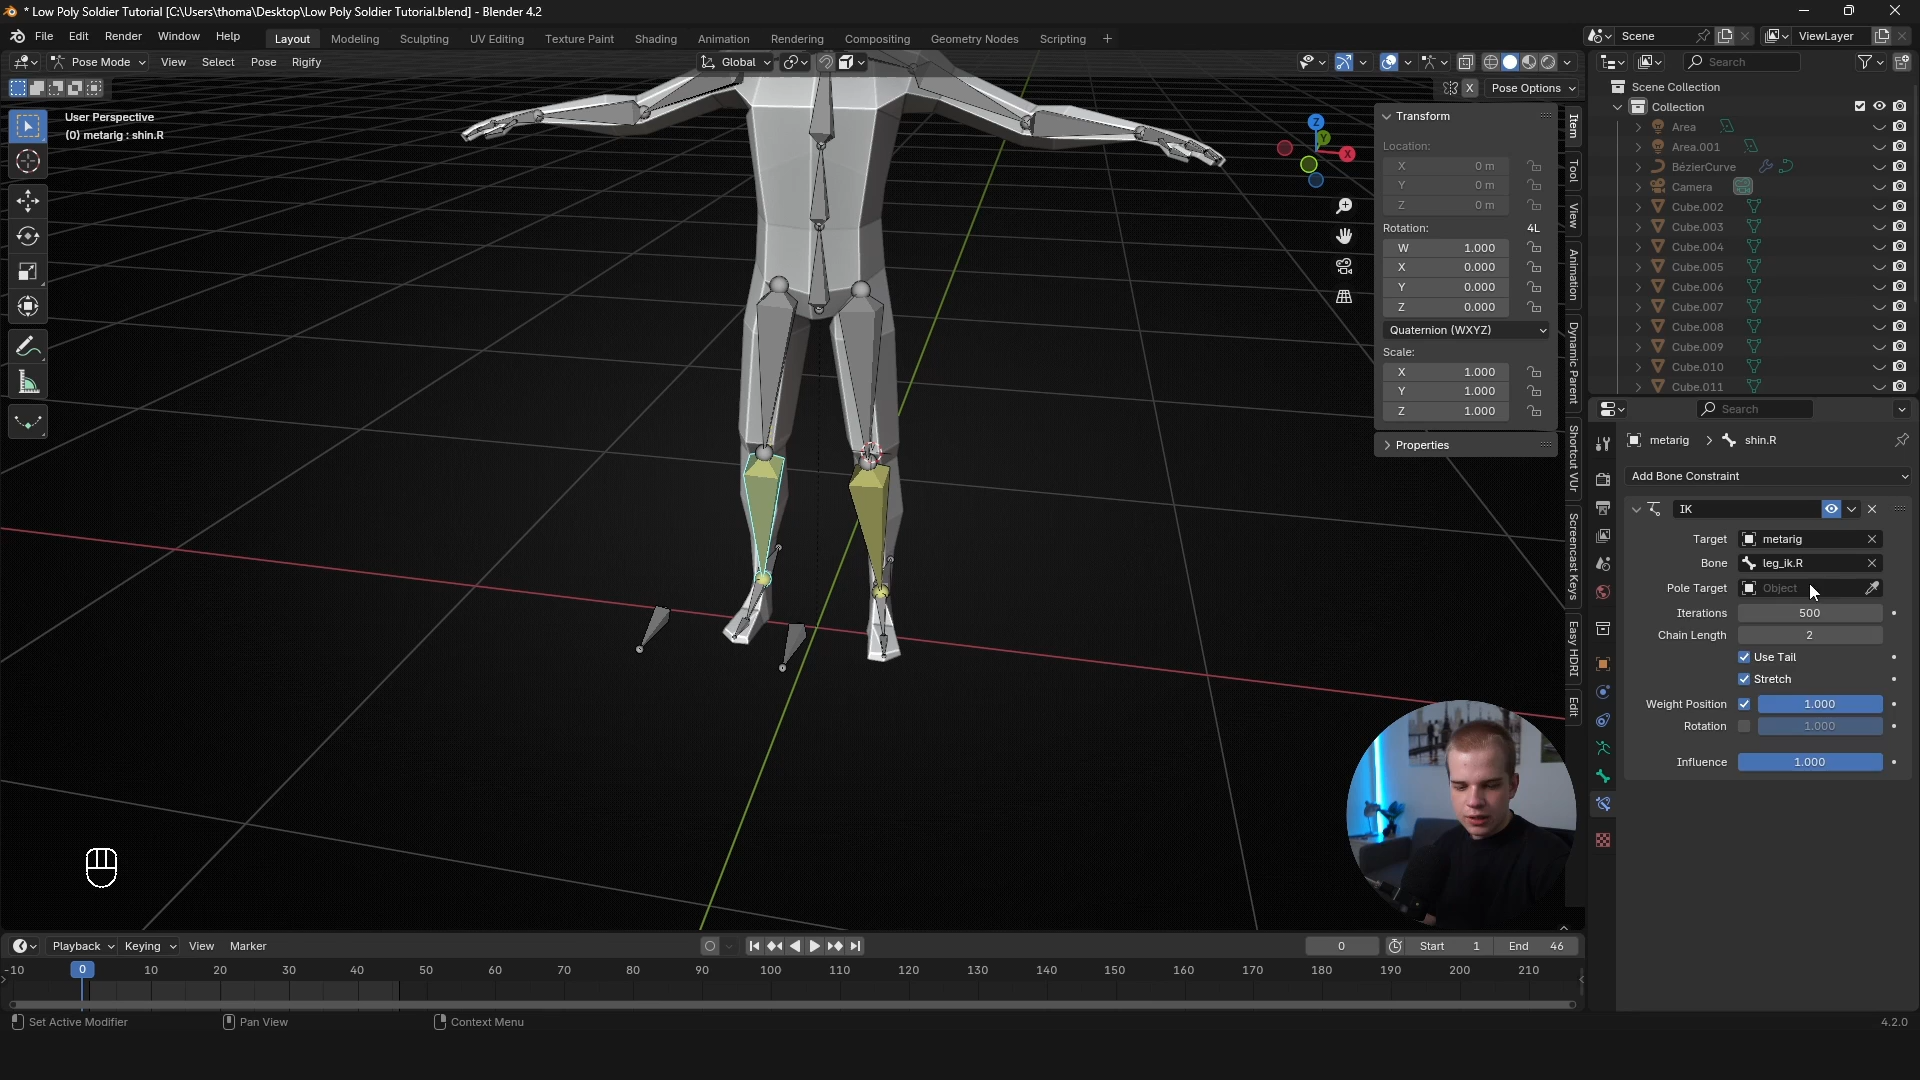 * Low Poly Soldier Tutorial [C:\Users\thoma\Desktop\Low Poly Soldier Tutorial.blend] - Blender 4.2
File Edit Render Window Help
Layout Modeling Sculpting UV Editing Texture Paint Shading Animation Rendering Compositing Geometry Nodes Scripting +
Scene
ViewLayer
Pose Mode View Select Pose Rigify
Global
Search
X Pose Options
User Perspective
(0) metarig : shin.R
Z
Y
X
Transform
Location:
X 0 m
Y 0 m
Z 0 m
Rotation: 4L
W 1.000
X 0.000
Y 0.000
Z 0.000
Quaternion (WXYZ)
Scale:
X 1.000
Y 1.000
Z 1.000
Properties
Item
Tool
View
Animation
Dynamic Parent
Shortcut VUr
Screencast Keys
Easy HDRI
Edit
Scene Collection
Collection
Area
Area.001
BézierCurve
Camera
Cube.002
Cube.003
Cube.004
Cube.005
Cube.006
Cube.007
Cube.008
Cube.009
Cube.010
Cube.011
Search
metarig > shin.R
Add Bone Constraint
IK
Target metarig
Bone leg_ik.R
Pole Target Object
Iterations 500
Chain Length 2
Use Tail
Stretch
Weight Position 1.000
Rotation 1.000
Influence 1.000
Playback Keying View Marker
0 Start 1 End 46
-10 0 10 20 30 40 50 60 70 80 90 100 110 120 130 140 150 160 170 180 190 200 210
Set Active Modifier Pan View Context Menu 4.2.0